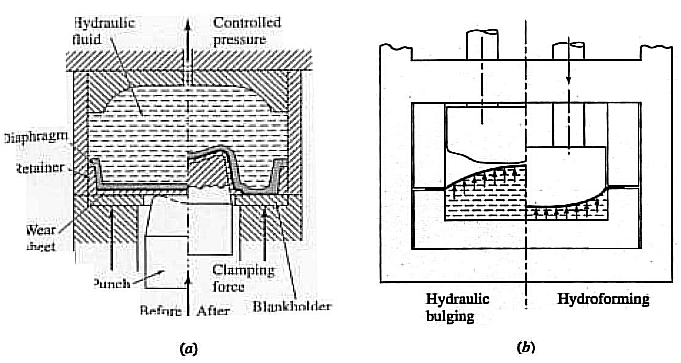 Hydraulic
fluid
Controlled
pressure
Diaphragm
Retainer
Wear
sheet
Punch
Clamping
force
Before
After
Blankholder
(a)
Hydraulic
bulging
Hydroforming
(b)